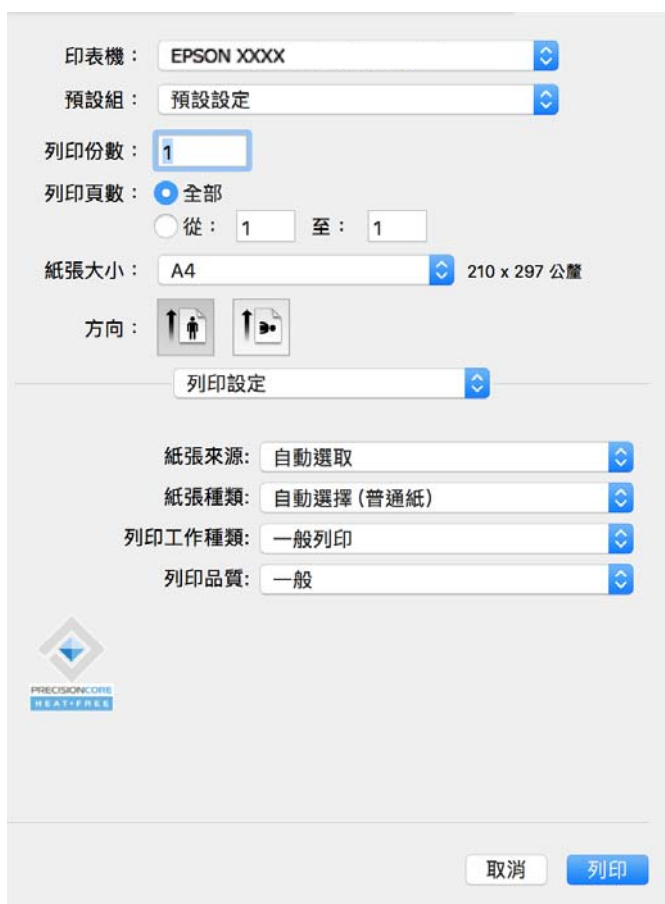 印表機： EPSON XXXX
預設組： 預設設定
列印份數： 1
列印頁數： 全部
從： 1 至： 1
紙張大小： A4 210 x 297 公釐
方向：
列印設定
紙張來源: 自動選取
紙張種類: 自動選擇 (普通紙)
列印工作種類: 一般列印
列印品質: 一般
PRECISIONCORE
HEAT-FREE
取消 列印